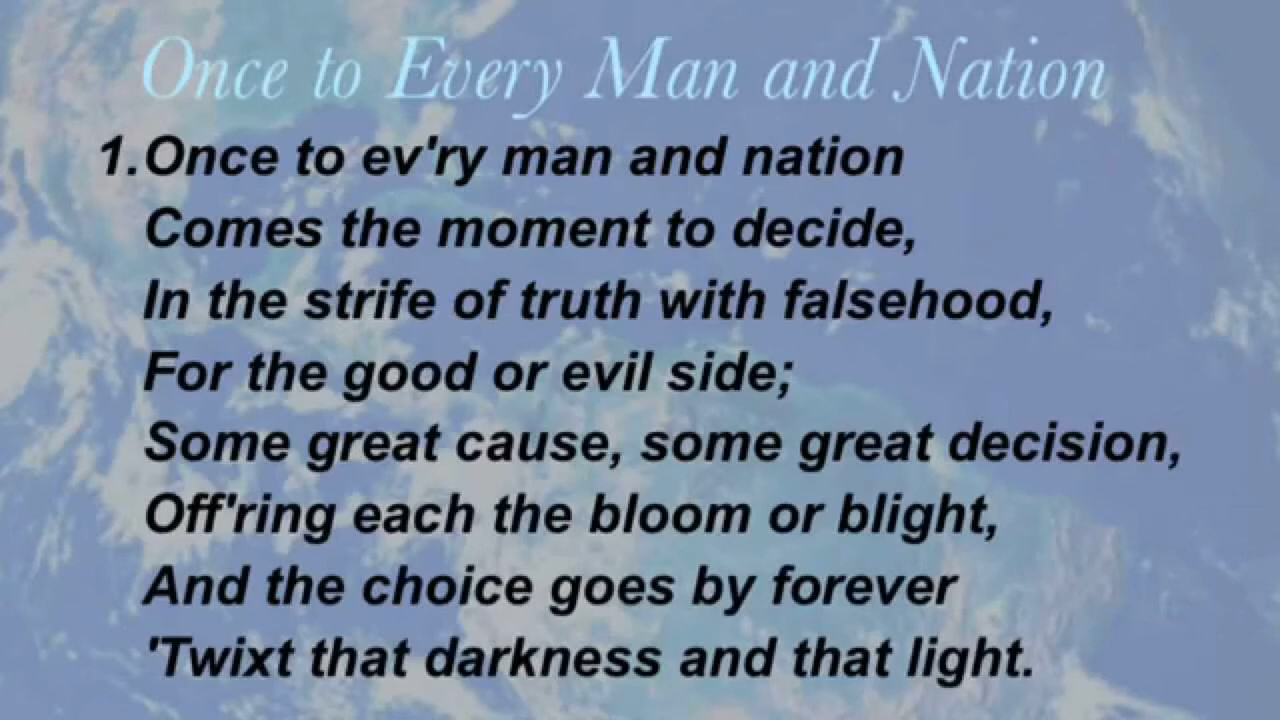 Once to Every Man and Nation
1.Once to ev'ry man and nation
Comes the moment to decide,
In the strife of truth with falsehood,
For the good or evil side;
Some great cause, some great decision,
Off'ring each the bloom or blight,
And the choice goes by forever
'Twixt that darkness and that light.